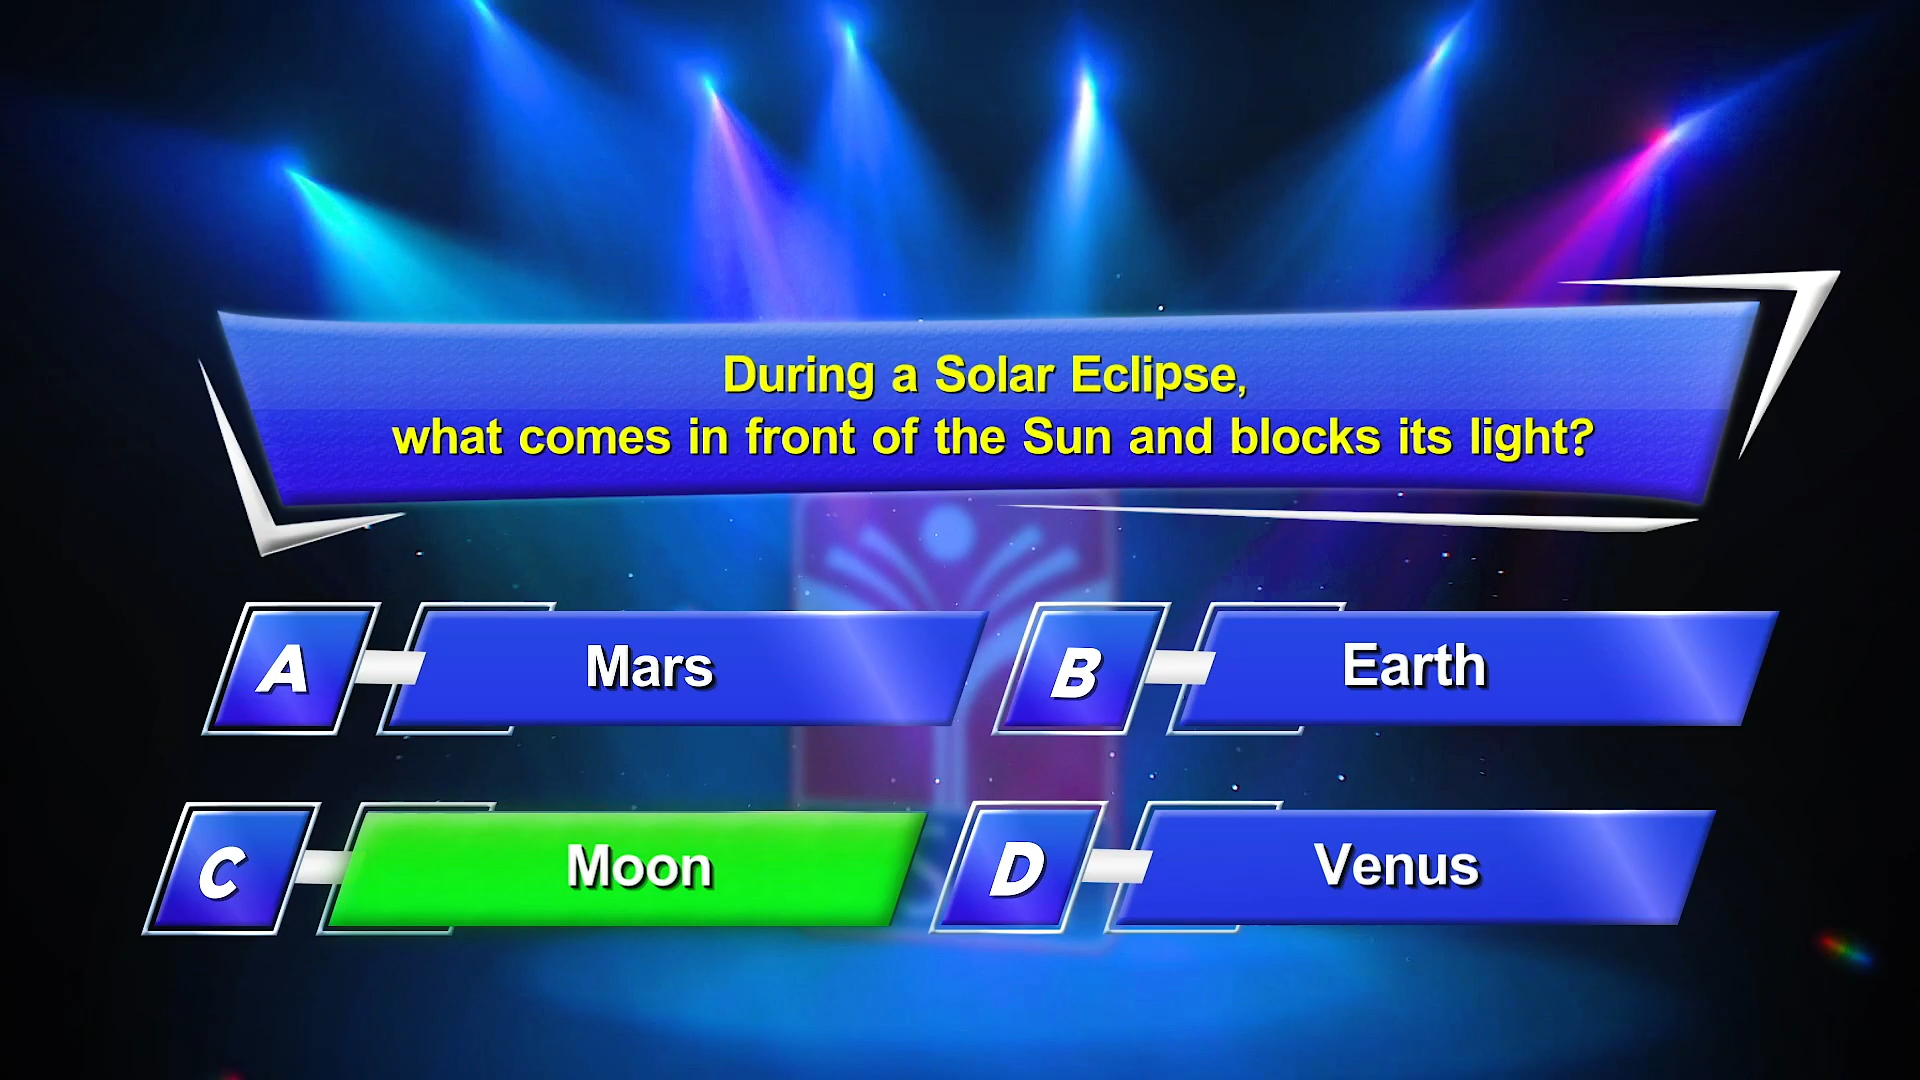 During a Solar Eclipse,
what comes in front of the Sun and blocks its light?
A Mars
B Earth
C Moon
D Venus